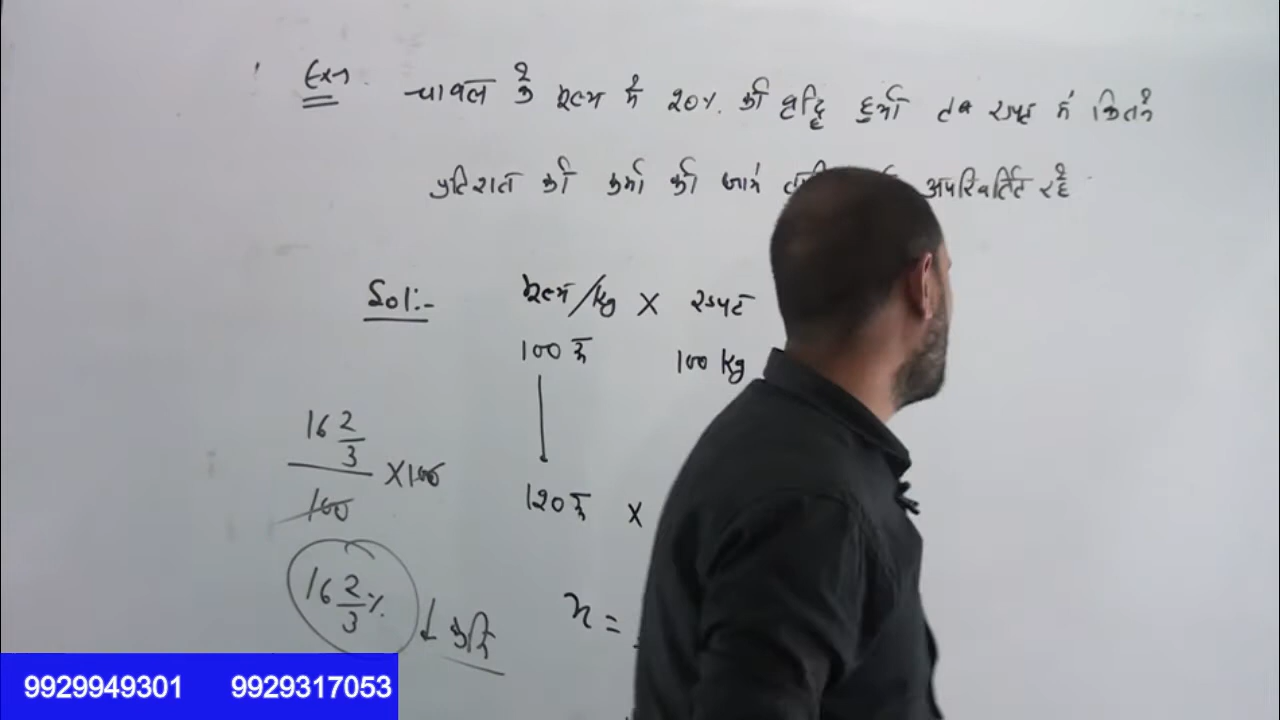 Ex→ चावल के मूल्य में 20%. की वृद्धि हुयी तब खपत में कितने
प्रतिशत की कमी की जाये अपरिवर्तित रहे
Sol:- मूल्य/kg × खपत
100 रु 100 kg
16 2/3 / 100 × 100
120 रु ×
16 2/3 % ↓ कमी
x =
9929949301 9929317053